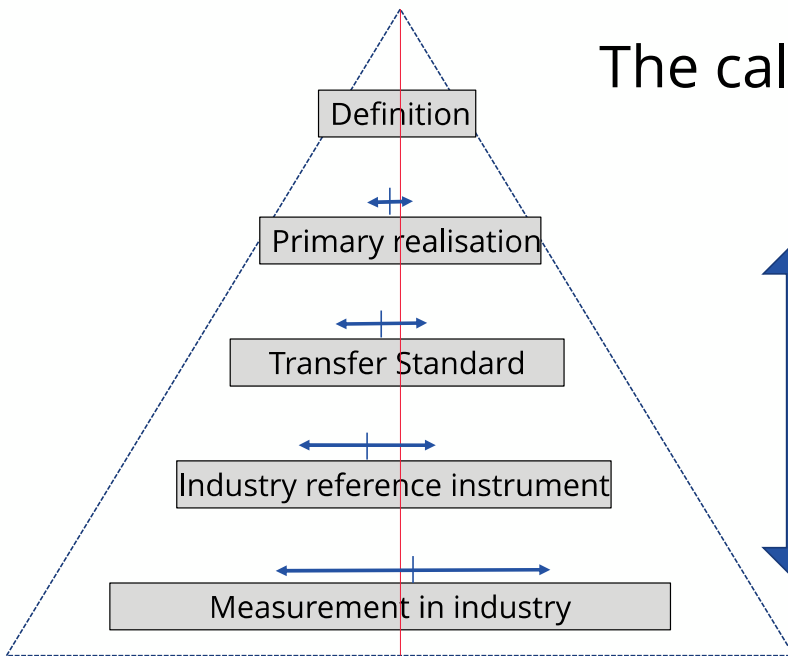 The cal
Definition
Primary realisation
Transfer Standard
Industry reference instrument
Measurement in industry